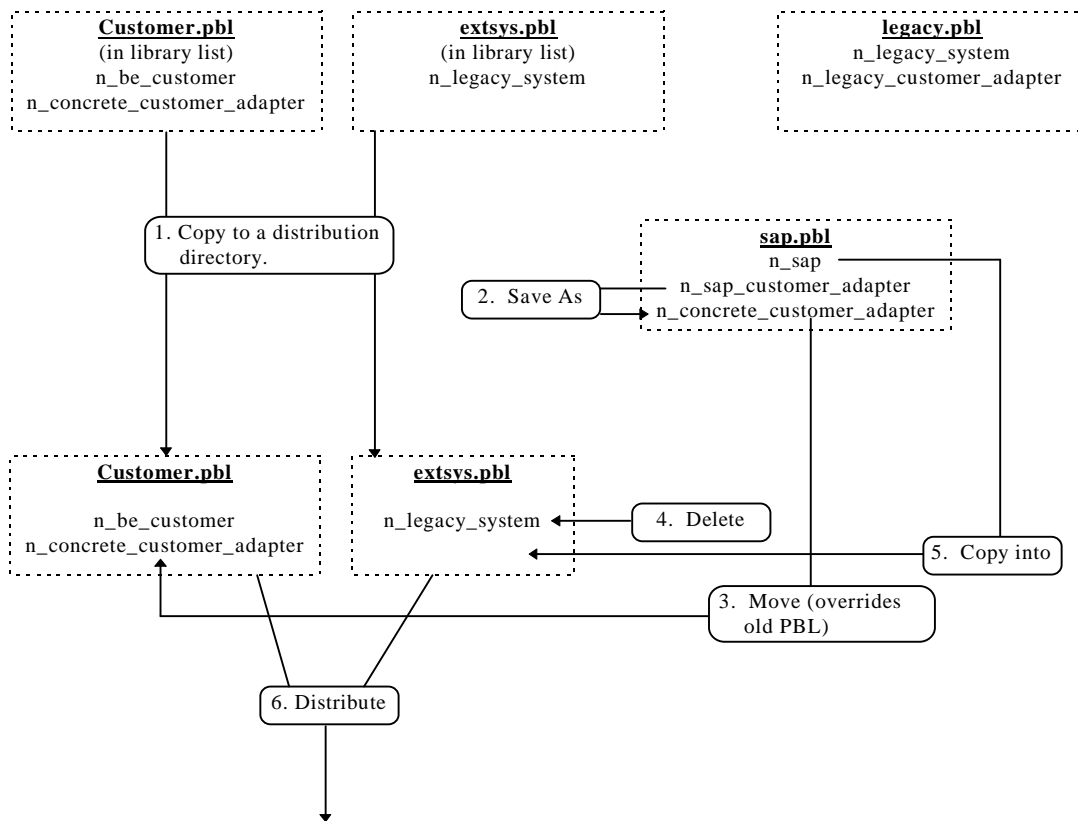 Customer.pbl
(in library list)
n_be_customer
n_concrete_customer_adapter
extsys.pbl
(in library list)
n_legacy_system
legacy.pbl
n_legacy_system
n_legacy_customer_adapter
1. Copy to a distribution
directory.
sap.pbl
n_sap
n_sap_customer_adapter
n_concrete_customer_adapter
2. Save As
Customer.pbl
n_be_customer
n_concrete_customer_adapter
extsys.pbl
n_legacy_system
4. Delete
5. Copy into
3. Move (overrides
old PBL)
6. Distribute